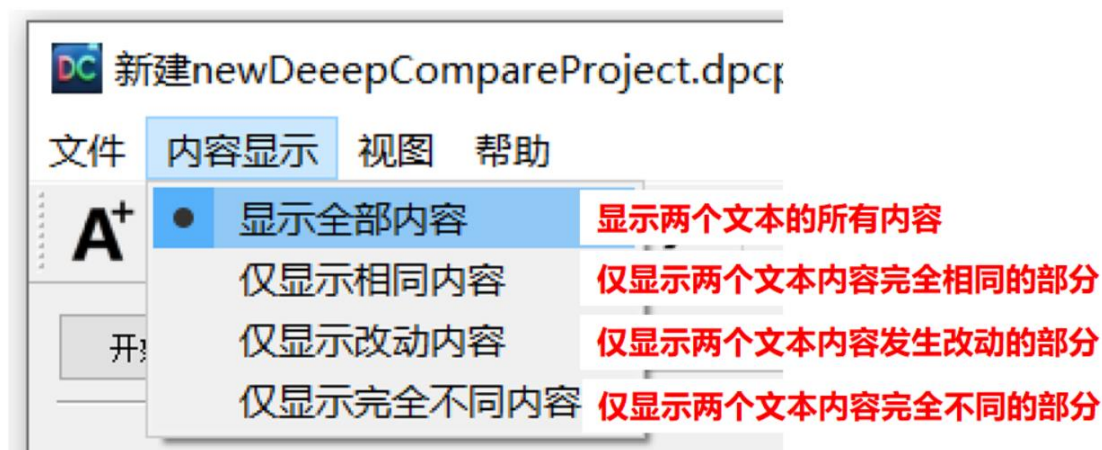 DC 新建newDeeepCompareProject.dpcp
文件 内容显示 视图 帮助
A+
显示全部内容 显示两个文本的所有内容
仅显示相同内容 仅显示两个文本内容完全相同的部分
开 仅显示改动内容 仅显示两个文本内容发生改动的部分
仅显示完全不同内容 仅显示两个文本内容完全不同的部分